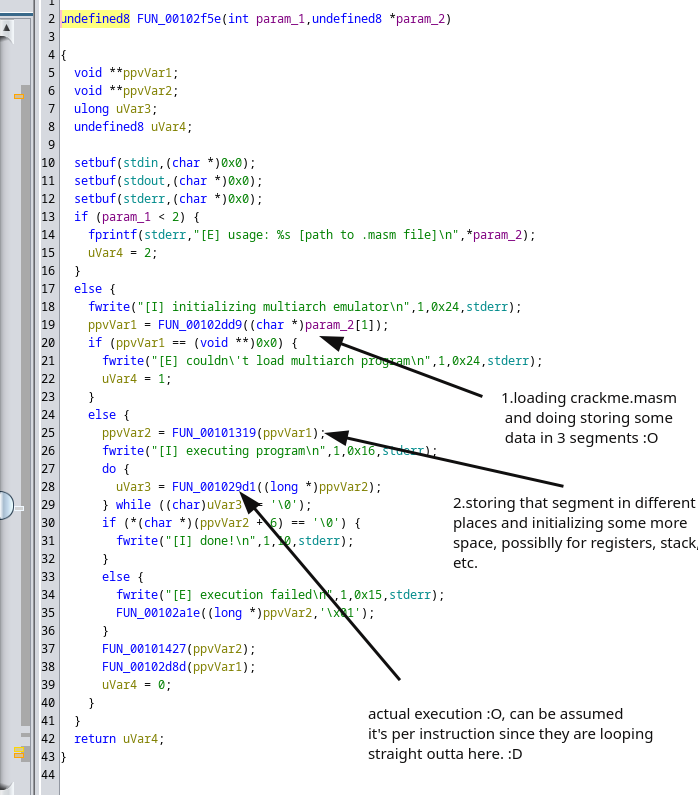 1
2 undefined8 FUN_00102f5e(int param_1,undefined8 *param_2)
3
4 {
5 void **ppvVar1;
6 void **ppvVar2;
7 ulong uVar3;
8 undefined8 uVar4;
9
10 setbuf(stdin,(char *)0x0);
11 setbuf(stdout,(char *)0x0);
12 setbuf(stderr,(char *)0x0);
13 if (param_1 < 2) {
14 fprintf(stderr,"[E] usage: %s [path to .masm file]\n",*param_2);
15 uVar4 = 2;
16 }
17 else {
18 fwrite("[I] initializing multiarch emulator\n",1,0x24,stderr);
19 ppvVar1 = FUN_00102dd9((char *)param_2[1]);
20 if (ppvVar1 == (void **)0x0) {
21 fwrite("[E] couldn\'t load multiarch program\n",1,0x24,stderr);
22 uVar4 = 1;
23 }
24 else {
25 ppvVar2 = FUN_00101319(ppvVar1);
26 fwrite("[I] executing program\n",1,0x16,stderr);
27 do {
28 uVar3 = FUN_001029d1((long *)ppvVar2);
29 } while ((char)uVar3 = '\0');
30 if (*(char *)(ppvVar2 + 6) == '\0') {
31 fwrite("[I] done!\n",1,10,stderr);
32 }
33 else {
34 fwrite("[E] execution failed\n",1,0x15,stderr);
35 FUN_00102a1e((long *)ppvVar2,'\x01');
36 }
37 FUN_00101427(ppvVar2);
38 FUN_00102d8d(ppvVar1);
39 uVar4 = 0;
40 }
41 }
42 return uVar4;
43 }
44
1.loading crackme.masm
and doing storing some
data in 3 segments :O
2.storing that segment in different
places and initializing some more
space, possiblly for registers, stack,
etc.
actual execution :O, can be assumed
it's per instruction since they are looping
straight outta here. :D